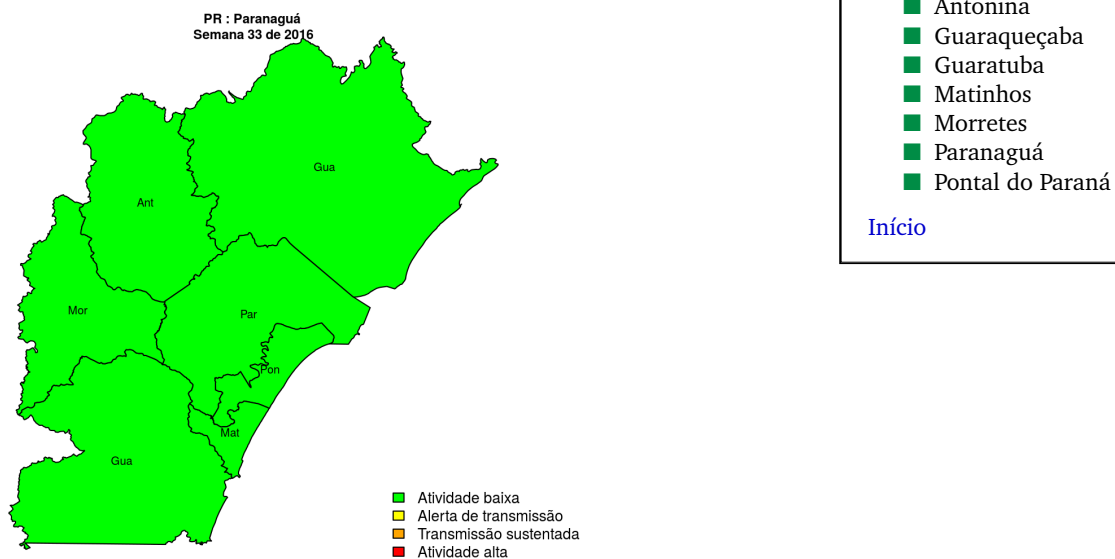 PR : Paranaguá
Semana 33 de 2016
Gua
Ant
Mor
Par
Pon
Mat
Gua
Atividade baixa
Alerta de transmissão
Transmissão sustentada
Atividade alta
Antonina
Guaraqueçaba
Guaratuba
Matinhos
Morretes
Paranaguá
Pontal do Paraná
Início